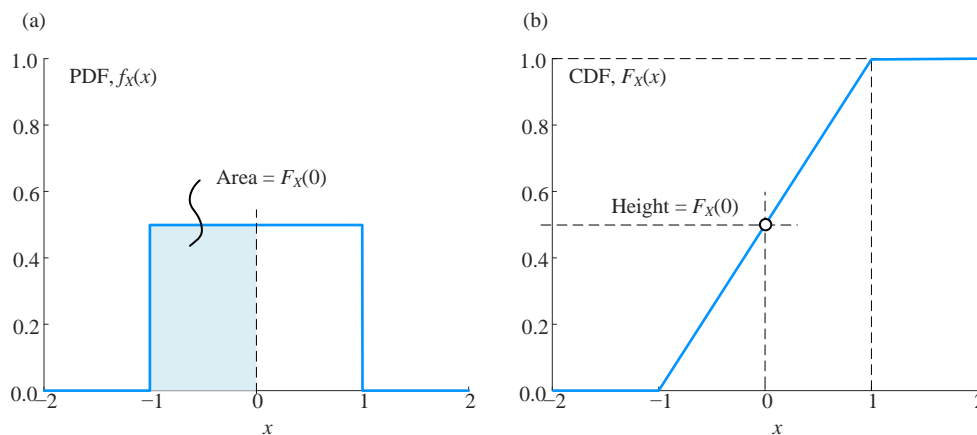 (a)
PDF, fX(x)
Area = FX(0)
1.0
0.8
0.6
0.4
0.2
0.0
−2
−1
0
1
2
x
(b)
CDF, FX(x)
Height = FX(0)
1.0
0.8
0.6
0.4
0.2
0.0
−2
−1
0
1
2
x